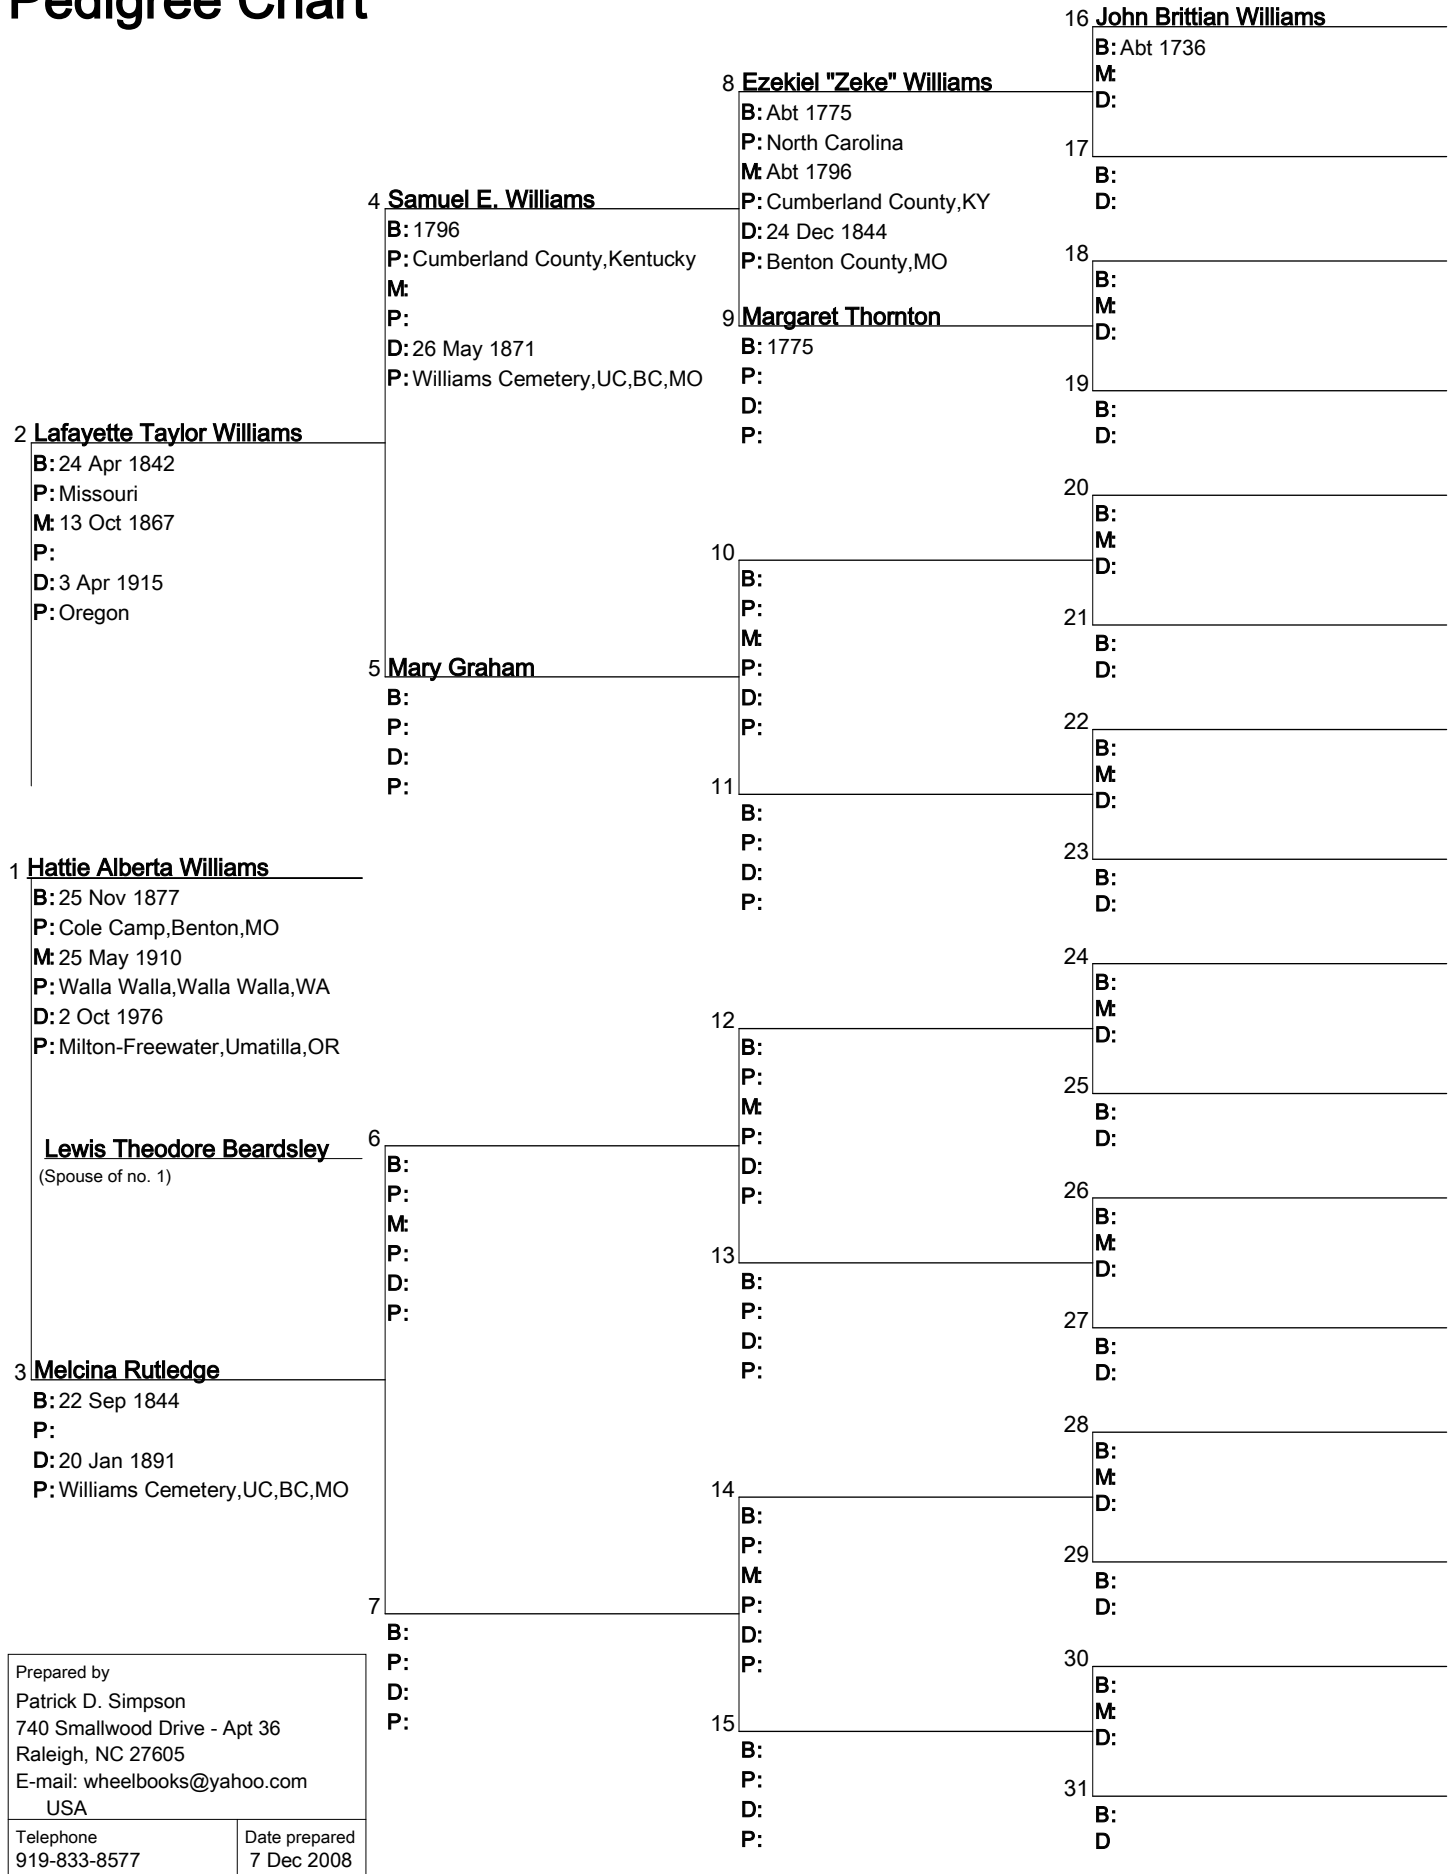 Pedigree Chart
2 Lafayette Taylor Williams
B: 24 Apr 1842
P: Missouri
M: 13 Oct 1867
P:
D: 3 Apr 1915
P: Oregon
1 Hattie Alberta Williams
B: 25 Nov 1877
P: Cole Camp,Benton,MO
M: 25 May 1910
P: Walla Walla,Walla Walla,WA
D: 2 Oct 1976
P: Milton-Freewater,Umatilla,OR
Lewis Theodore Beardsley
(Spouse of no. 1)
3 Melcina Rutledge
B: 22 Sep 1844
P:
D: 20 Jan 1891
P: Williams Cemetery,UC,BC,MO
4 Samuel E. Williams
B: 1796
P: Cumberland County,Kentucky
M:
P:
D: 26 May 1871
P: Williams Cemetery,UC,BC,MO
5 Mary Graham
B:
P:
D:
P:
6
B:
P:
M:
P:
D:
P:
7
B:
P:
D:
P:
8 Ezekiel "Zeke" Williams
B: Abt 1775
P: North Carolina
M: Abt 1796
P: Cumberland County,KY
D: 24 Dec 1844
P: Benton County,MO
9 Margaret Thornton
B: 1775
P:
D:
P:
10
B:
P:
M:
P:
D:
P:
11
B:
P:
D:
P:
12
B:
P:
M:
P:
D:
P:
13
B:
P:
D:
P:
14
B:
P:
M:
P:
D:
P:
15
B:
P:
D:
P:
16 John Brittian Williams
B: Abt 1736
M:
D:
17
B:
D:
18
B:
M:
D:
19
B:
D:
20
B:
M:
D:
21
B:
D:
22
B:
M:
D:
23
B:
D:
24
B:
M:
D:
25
B:
D:
26
B:
M:
D:
27
B:
D:
28
B:
M:
D:
29
B:
D:
30
B:
M:
D:
31
B:
D
Prepared by
Patrick D. Simpson
740 Smallwood Drive - Apt 36
Raleigh, NC 27605
E-mail: wheelbooks@yahoo.com
USA
Telephone
919-833-8577
Date prepared
7 Dec 2008